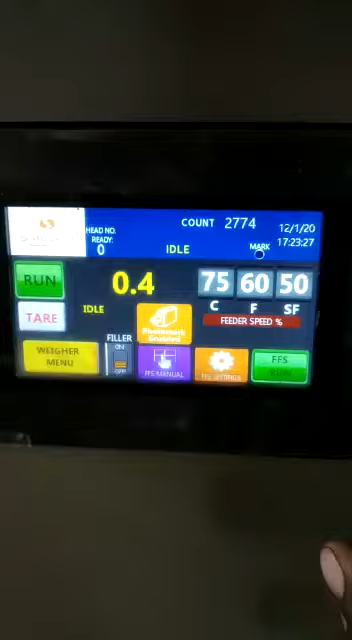 COUNT 2774 12/1/20
HEAD NO.
READY:
0
IDLE
MARK
17:23:27
RUN
0.4
75 60 50
C F SF
FEEDER SPEED %
TARE
IDLE
Photomark
Enabled
WEIGHER
MENU
FILLER
ON
OFF
FFS MANUAL
FFS SETTINGS
FFS
RUN